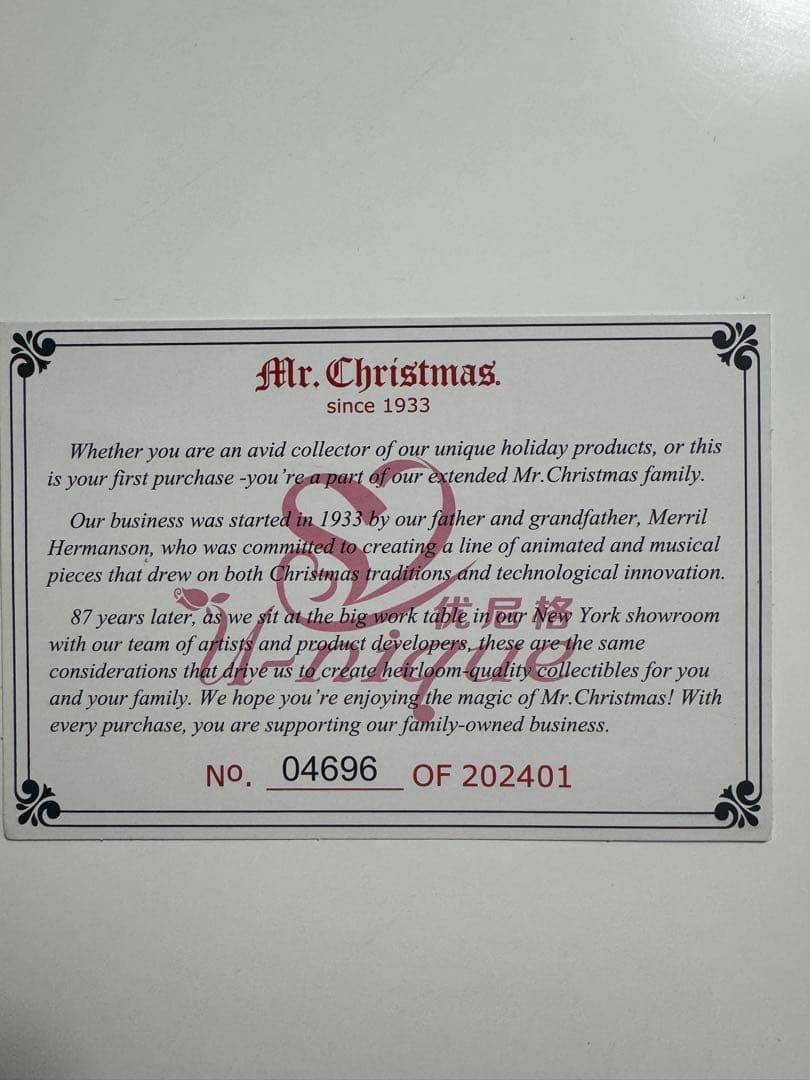 Mr. Christmas.
since 1933
Whether you are an avid collector of our unique holiday products, or this
is your first purchase -you're a part of our extended Mr.Christmas family.
Our business was started in 1933 by our father and grandfather, Merril
Hermanson, who was committed to creating a line of animated and musical
pieces that drew on both Christmas traditions and technological innovation.
87 years later, as we sit at the big work table in our New York showroom
with our team of artists and product developers, these are the same
considerations that drive us to create heirloom-quality collectibles for you
and your family. We hope you're enjoying the magic of Mr.Christmas! With
every purchase, you are supporting our family-owned business.
优尼格
u-nique
No. 04696 OF 202401